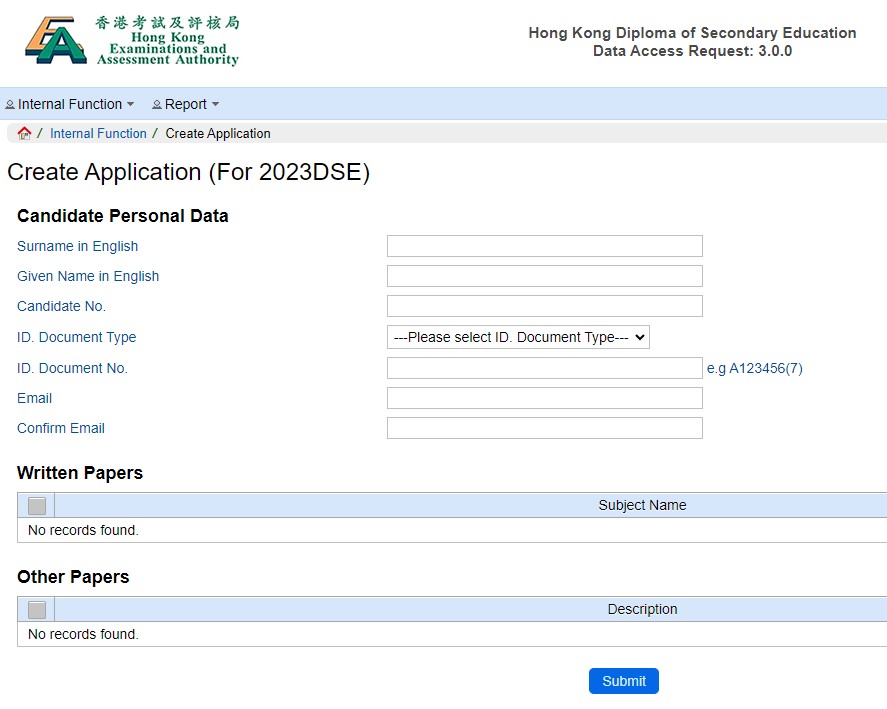 香港考試及評核局
Hong Kong
Examinations and
Assessment Authority
Hong Kong Diploma of Secondary Education
Data Access Request: 3.0.0
Internal Function Report
/ Internal Function / Create Application
Create Application (For 2023DSE)
Candidate Personal Data
Surname in English
Given Name in English
Candidate No.
ID. Document Type ---Please select ID. Document Type---
ID. Document No. e.g A123456(7)
Email
Confirm Email
Written Papers
Subject Name
No records found.
Other Papers
Description
No records found.
Submit